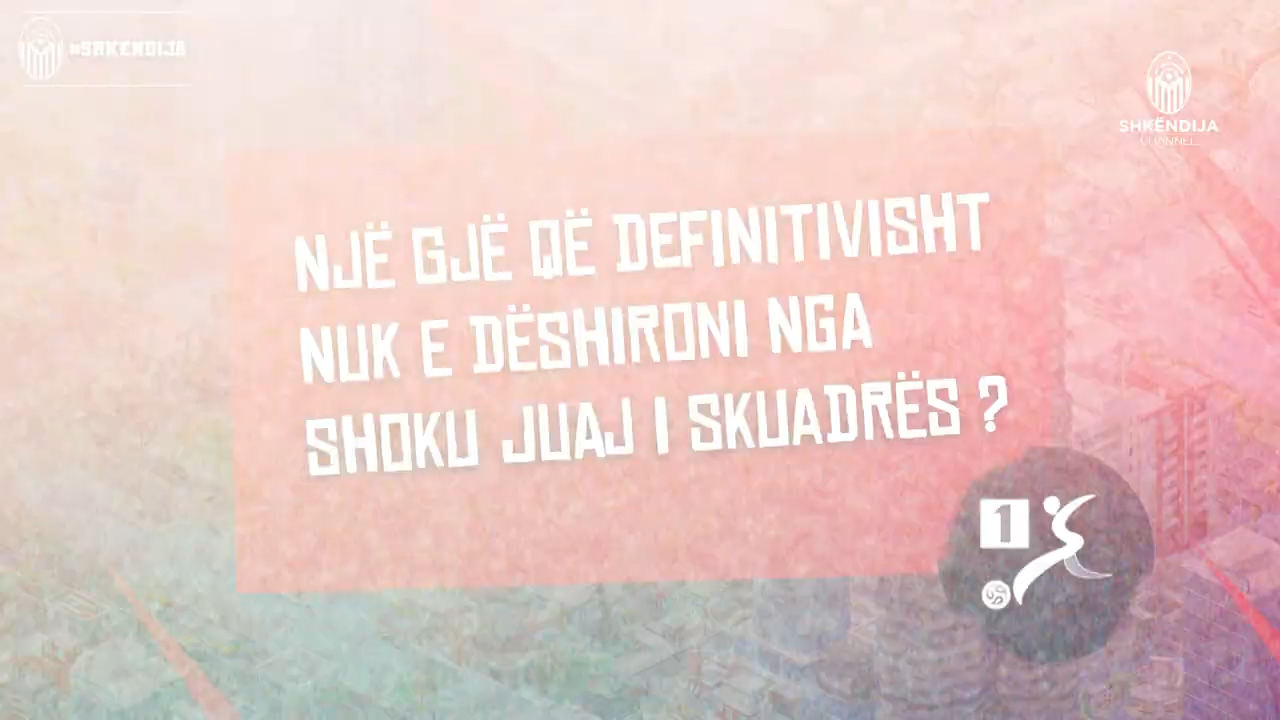 #SHKENDIJA
SHKËNDIJA
CHANNEL
NJË GJË QË DEFINITIVISHT
NUK E DËSHIRONI NGA
SHOKU JUAJ I SKUADRËS ?
1